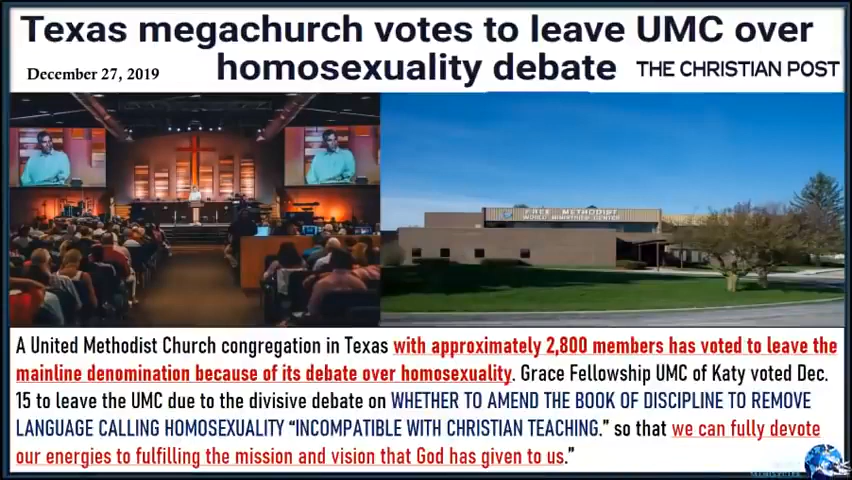 Texas megachurch votes to leave UMC over
homosexuality debate
December 27, 2019
THE CHRISTIAN POST
FREE METHODIST
WORLD MINISTRIES CENTER
A United Methodist Church congregation in Texas with approximately 2,800 members has voted to leave the
mainline denomination because of its debate over homosexuality. Grace Fellowship UMC of Katy voted Dec.
15 to leave the UMC due to the divisive debate on WHETHER TO AMEND THE BOOK OF DISCIPLINE TO REMOVE
LANGUAGE CALLING HOMOSEXUALITY “INCOMPATIBLE WITH CHRISTIAN TEACHING.” so that we can fully devote
our energies to fulfilling the mission and vision that God has given to us.”